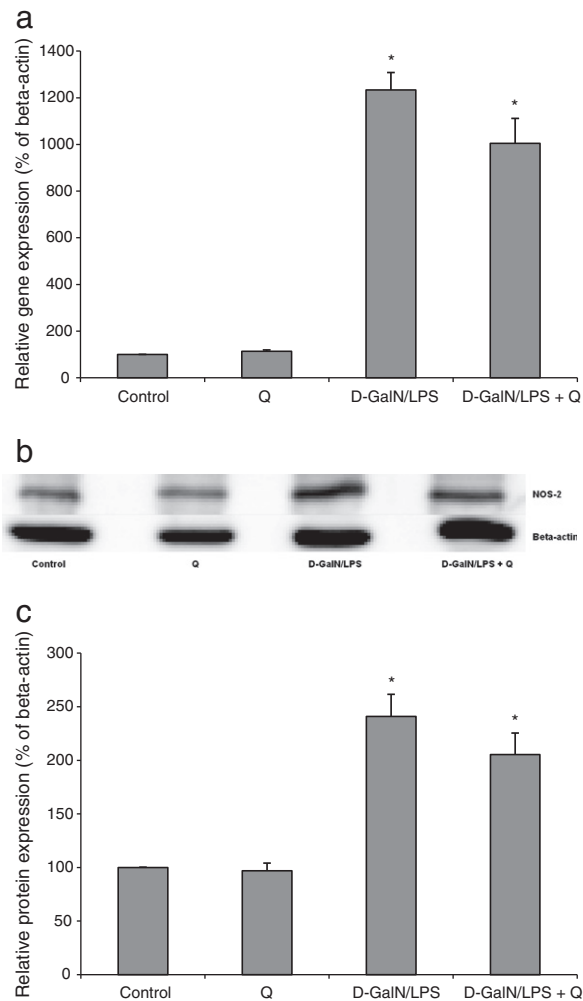 a
Relative gene expression (% of beta-actin)
1400
1200
1000
800
600
400
200
0
*
*
Control Q D-GalN/LPS D-GalN/LPS + Q
b
NOS-2
Beta-actin
Control Q D-GalN/LPS D-GalN/LPS + Q
c
Relative protein expression (% of beta-actin)
300
250
200
150
100
50
0
*
*
Control Q D-GalN/LPS D-GalN/LPS + Q